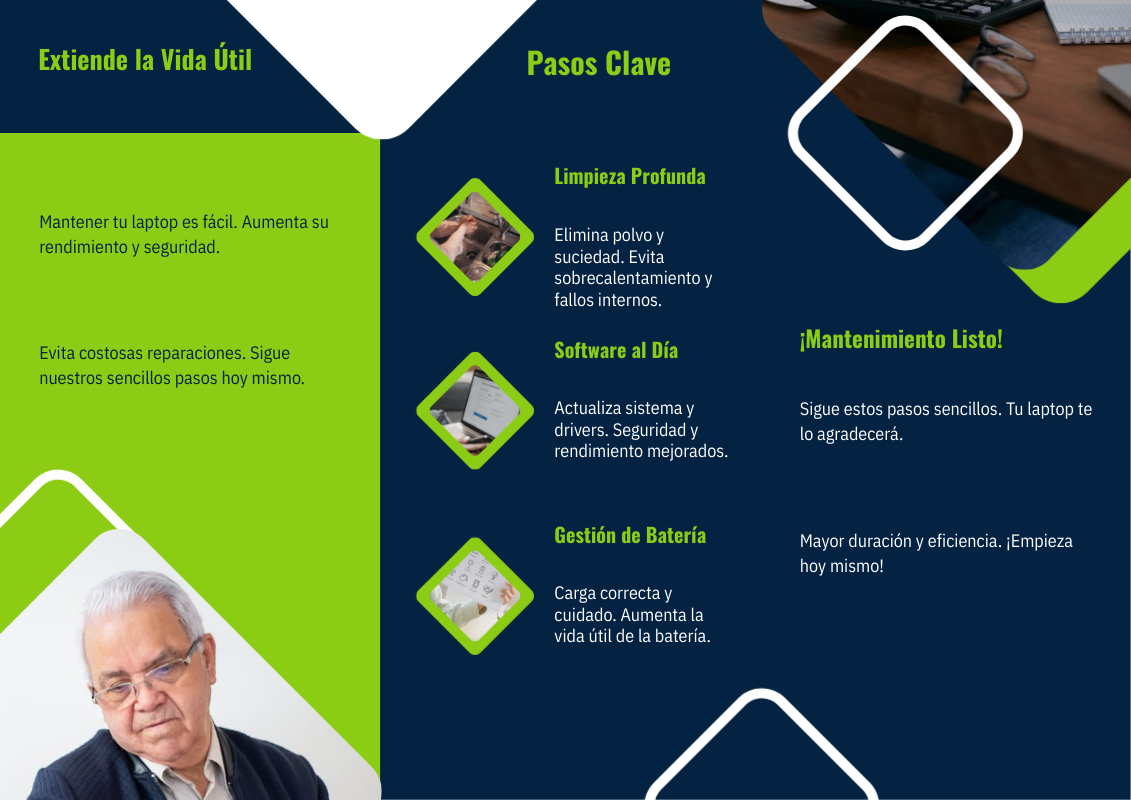 Extiende la Vida Útil
Mantener tu laptop es fácil. Aumenta su
rendimiento y seguridad.
Evita costosas reparaciones. Sigue
nuestros sencillos pasos hoy mismo.
Pasos Clave
Limpieza Profunda
Elimina polvo y
suciedad. Evita
sobrecalentamiento y
fallos internos.
Software al Día
Actualiza sistema y
drivers. Seguridad y
rendimiento mejorados.
Gestión de Batería
Carga correcta y
cuidado. Aumenta la
vida útil de la batería.
¡Mantenimiento Listo!
Sigue estos pasos sencillos. Tu laptop te
lo agradecerá.
Mayor duración y eficiencia. ¡Empieza
hoy mismo!